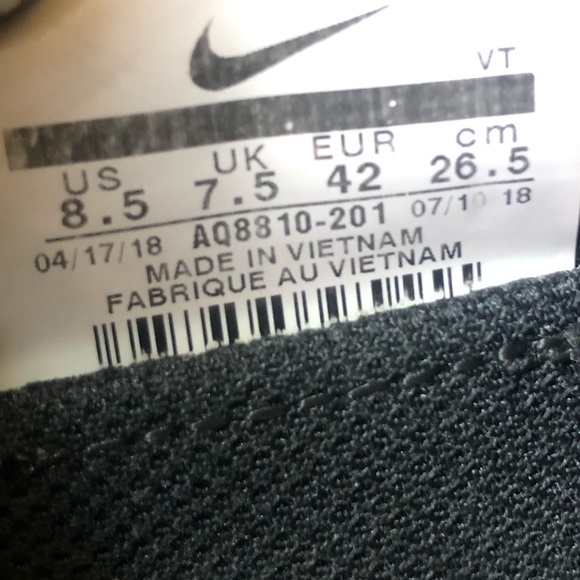 VT
US UK EUR cm
8.5 7.5 42 26.5
04/17/18 AQ8810-201 07/10 18
MADE IN VIETNAM
FABRIQUE AU VIETNAM